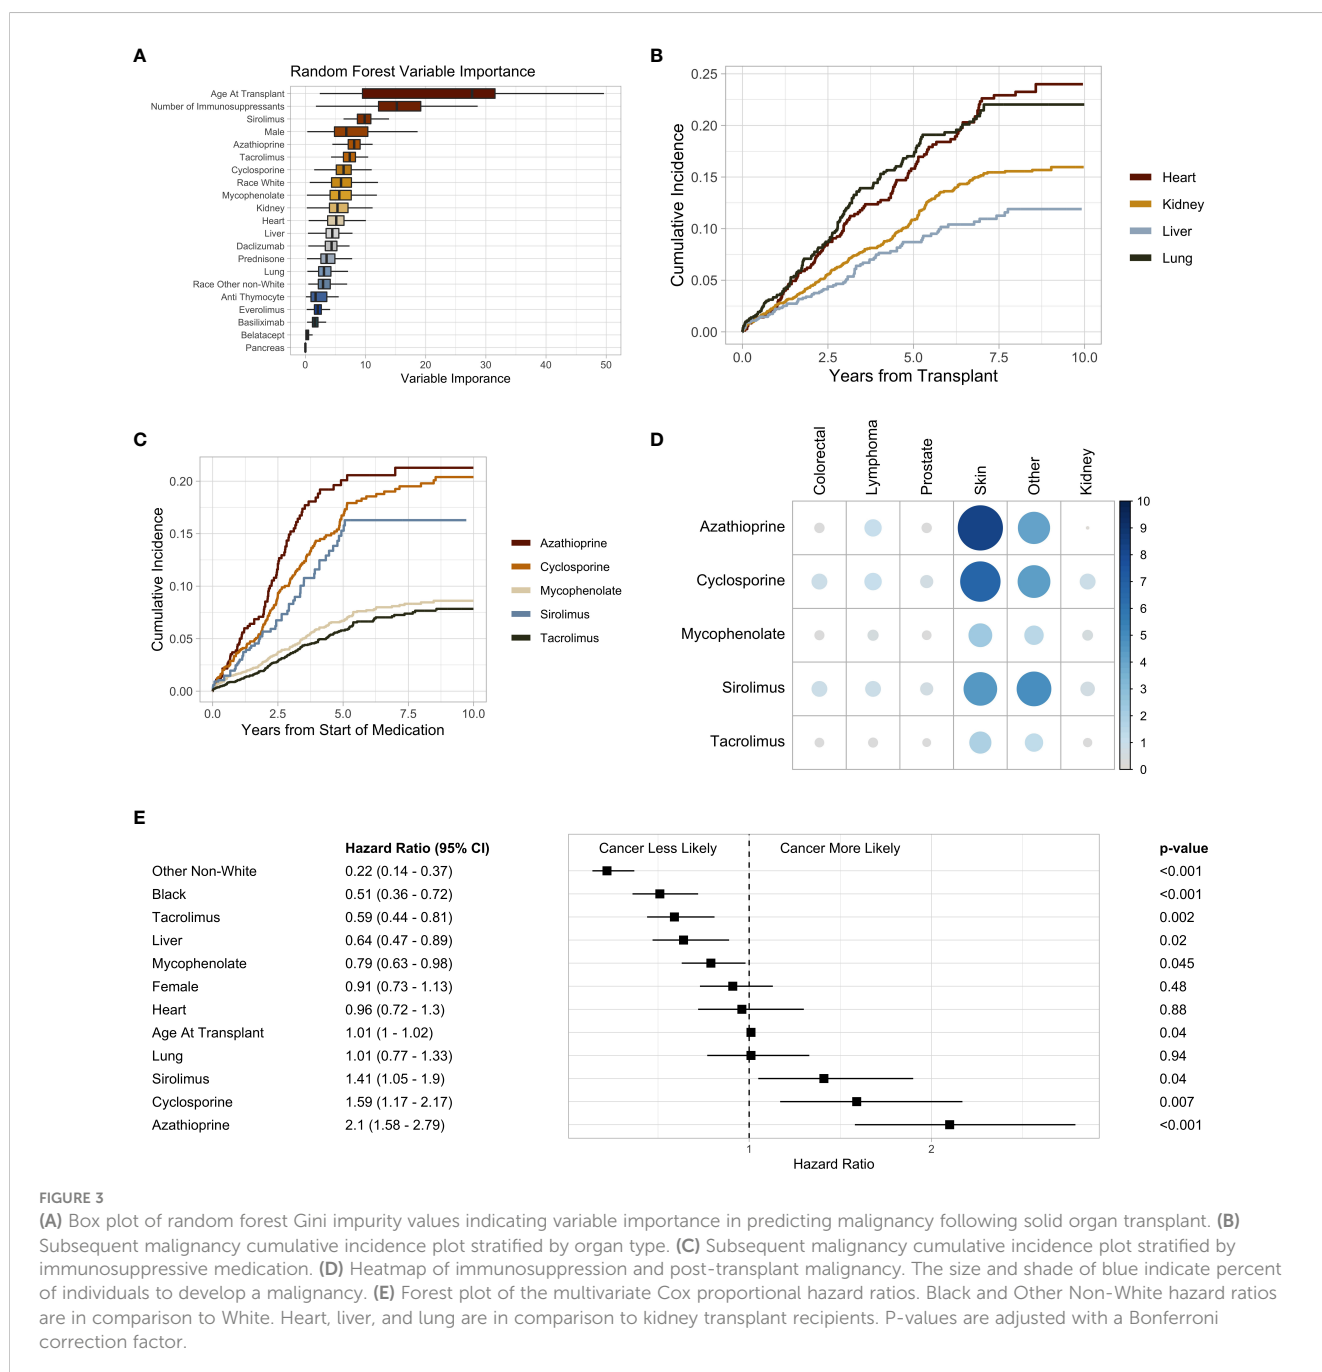 A
Random Forest Variable Importance
Age At Transplant
Number of Immunosuppressants
Sirolimus
Male
Azathioprine
Tacrolimus
Cyclosporine
Race White
Mycophenolate
Kidney
Heart
Liver
Daclizumab
Prednisone
Lung
Race Other non-White
Anti Thymocyte
Everolimus
Basiliximab
Belatacept
Pancreas
0 10 20 30 40 50
Variable Imporance
B
0.25
0.20
0.15
0.10
0.05
0.00
Cumulative Incidence
0.0 2.5 5.0 7.5 10.0
Years from Transplant
Heart
Kidney
Liver
Lung
C
0.20
0.15
0.10
0.05
0.00
Cumulative Incidence
0.0 2.5 5.0 7.5 10.0
Years from Start of Medication
Azathioprine
Cyclosporine
Mycophenolate
Sirolimus
Tacrolimus
D
Colorectal Lymphoma Prostate Skin Other Kidney
Azathioprine
Cyclosporine
Mycophenolate
Sirolimus
Tacrolimus
10
9
8
7
6
5
4
3
2
1
0
E
Hazard Ratio (95% CI) Cancer Less Likely Cancer More Likely p-value
Other Non-White 0.22 (0.14 - 0.37) <0.001
Black 0.51 (0.36 - 0.72) <0.001
Tacrolimus 0.59 (0.44 - 0.81) 0.002
Liver 0.64 (0.47 - 0.89) 0.02
Mycophenolate 0.79 (0.63 - 0.98) 0.045
Female 0.91 (0.73 - 1.13) 0.48
Heart 0.96 (0.72 - 1.3) 0.88
Age At Transplant 1.01 (1 - 1.02) 0.04
Lung 1.01 (0.77 - 1.33) 0.94
Sirolimus 1.41 (1.05 - 1.9) 0.04
Cyclosporine 1.59 (1.17 - 2.17) 0.007
Azathioprine 2.1 (1.58 - 2.79) <0.001
1 2
Hazard Ratio
FIGURE 3
(A) Box plot of random forest Gini impurity values indicating variable importance in predicting malignancy following solid organ transplant. (B)
Subsequent malignancy cumulative incidence plot stratified by organ type. (C) Subsequent malignancy cumulative incidence plot stratified by
immunosuppressive medication. (D) Heatmap of immunosuppression and post-transplant malignancy. The size and shade of blue indicate percent
of individuals to develop a malignancy. (E) Forest plot of the multivariate Cox proportional hazard ratios. Black and Other Non-White hazard ratios
are in comparison to White. Heart, liver, and lung are in comparison to kidney transplant recipients. P-values are adjusted with a Bonferroni
correction factor.